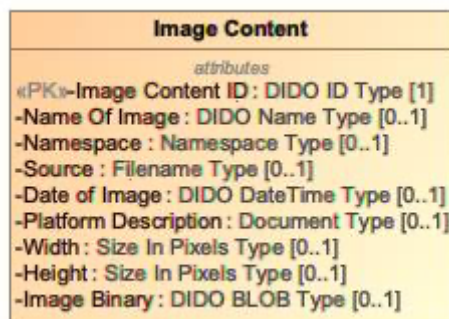 Image Content
attributes
«PK»-Image Content ID : DIDO ID Type [1]
-Name Of Image : DIDO Name Type [0..1]
-Namespace : Namespace Type [0..1]
-Source : Filename Type [0..1]
-Date of Image : DIDO DateTime Type [0..1]
-Platform Description : Document Type [0..1]
-Width : Size In Pixels Type [0..1]
-Height : Size In Pixels Type [0..1]
-Image Binary : DIDO BLOB Type [0..1]